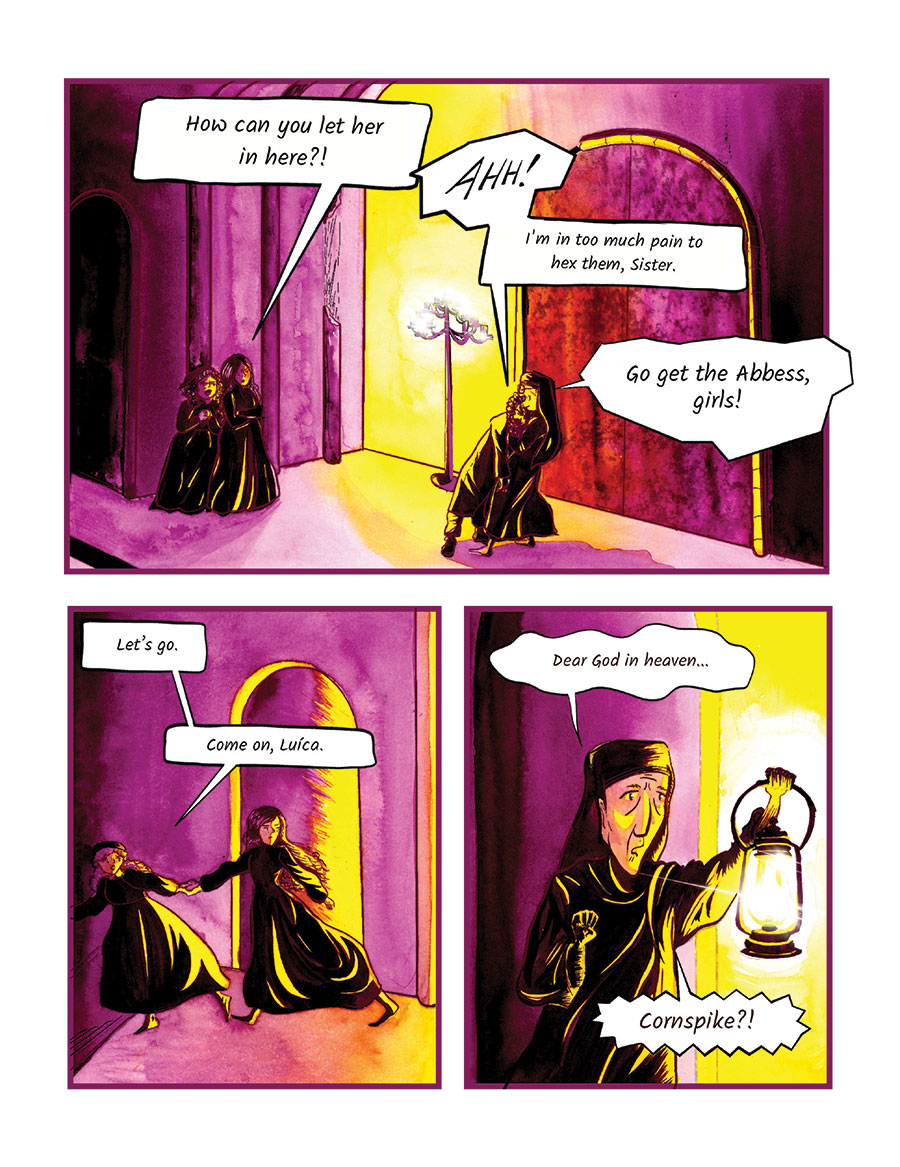 How can you let her
in here?!
AHH!
I'm in too much pain to
hex them, Sister.
Go get the Abbess,
girls!
Let's go.
Come on, Luíca.
Dear God in heaven...
Cornspike?!